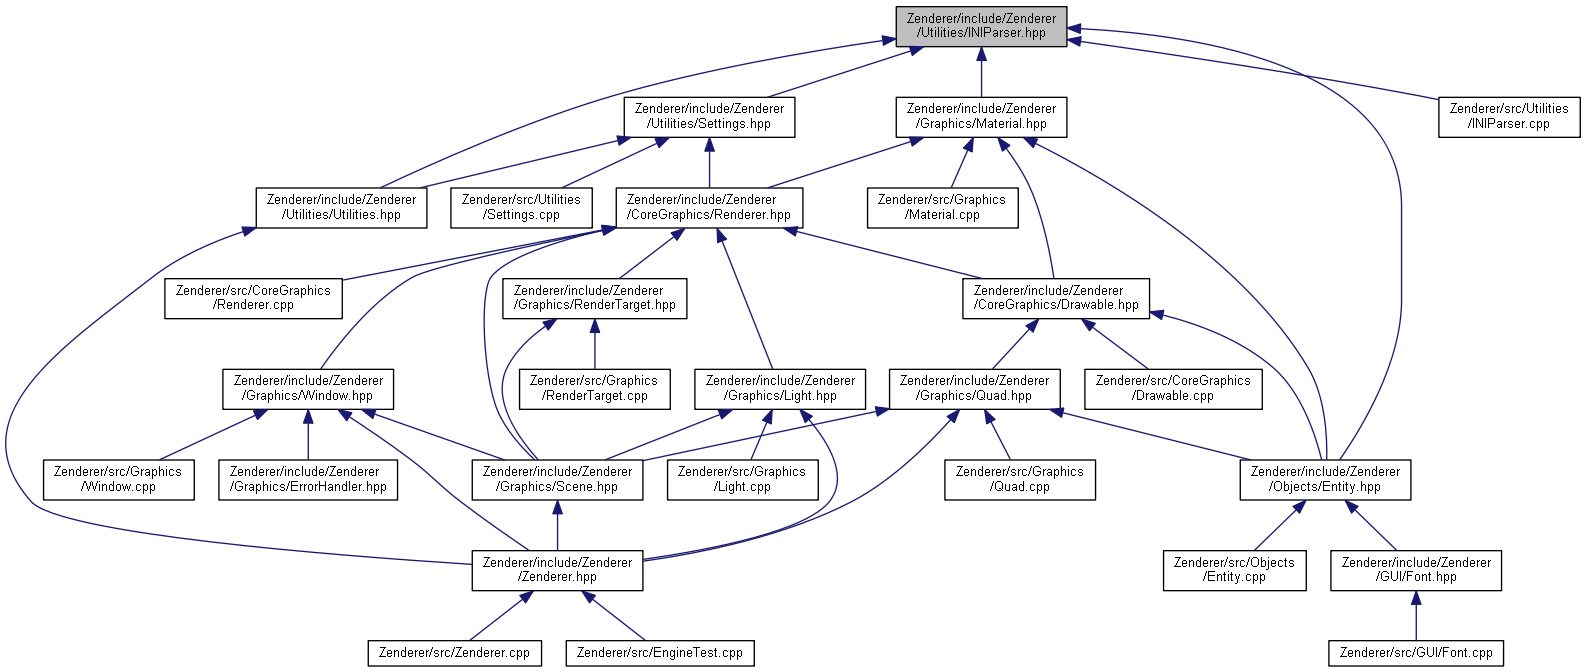 Zenderer/include/Zenderer
/Utilities/INIParser.hpp
Zenderer/include/Zenderer
/Utilities/Settings.hpp
Zenderer/include/Zenderer
/Graphics/Material.hpp
Zenderer/src/Utilities
/INIParser.cpp
Zenderer/include/Zenderer
/Utilities/Utilities.hpp
Zenderer/src/Utilities
/Settings.cpp
Zenderer/include/Zenderer
/CoreGraphics/Renderer.hpp
Zenderer/src/Graphics
/Material.cpp
Zenderer/src/CoreGraphics
/Renderer.cpp
Zenderer/include/Zenderer
/Graphics/RenderTarget.hpp
Zenderer/include/Zenderer
/CoreGraphics/Drawable.hpp
Zenderer/include/Zenderer
/Graphics/Window.hpp
Zenderer/src/Graphics
/RenderTarget.cpp
Zenderer/include/Zenderer
/Graphics/Light.hpp
Zenderer/include/Zenderer
/Graphics/Quad.hpp
Zenderer/src/CoreGraphics
/Drawable.cpp
Zenderer/src/Graphics
/Window.cpp
Zenderer/include/Zenderer
/Graphics/ErrorHandler.hpp
Zenderer/include/Zenderer
/Graphics/Scene.hpp
Zenderer/src/Graphics
/Light.cpp
Zenderer/src/Graphics
/Quad.cpp
Zenderer/include/Zenderer
/Objects/Entity.hpp
Zenderer/include/Zenderer
/Zenderer.hpp
Zenderer/src/Objects
/Entity.cpp
Zenderer/include/Zenderer
/GUI/Font.hpp
Zenderer/src/Zenderer.cpp
Zenderer/src/EngineTest.cpp
Zenderer/src/GUI/Font.cpp